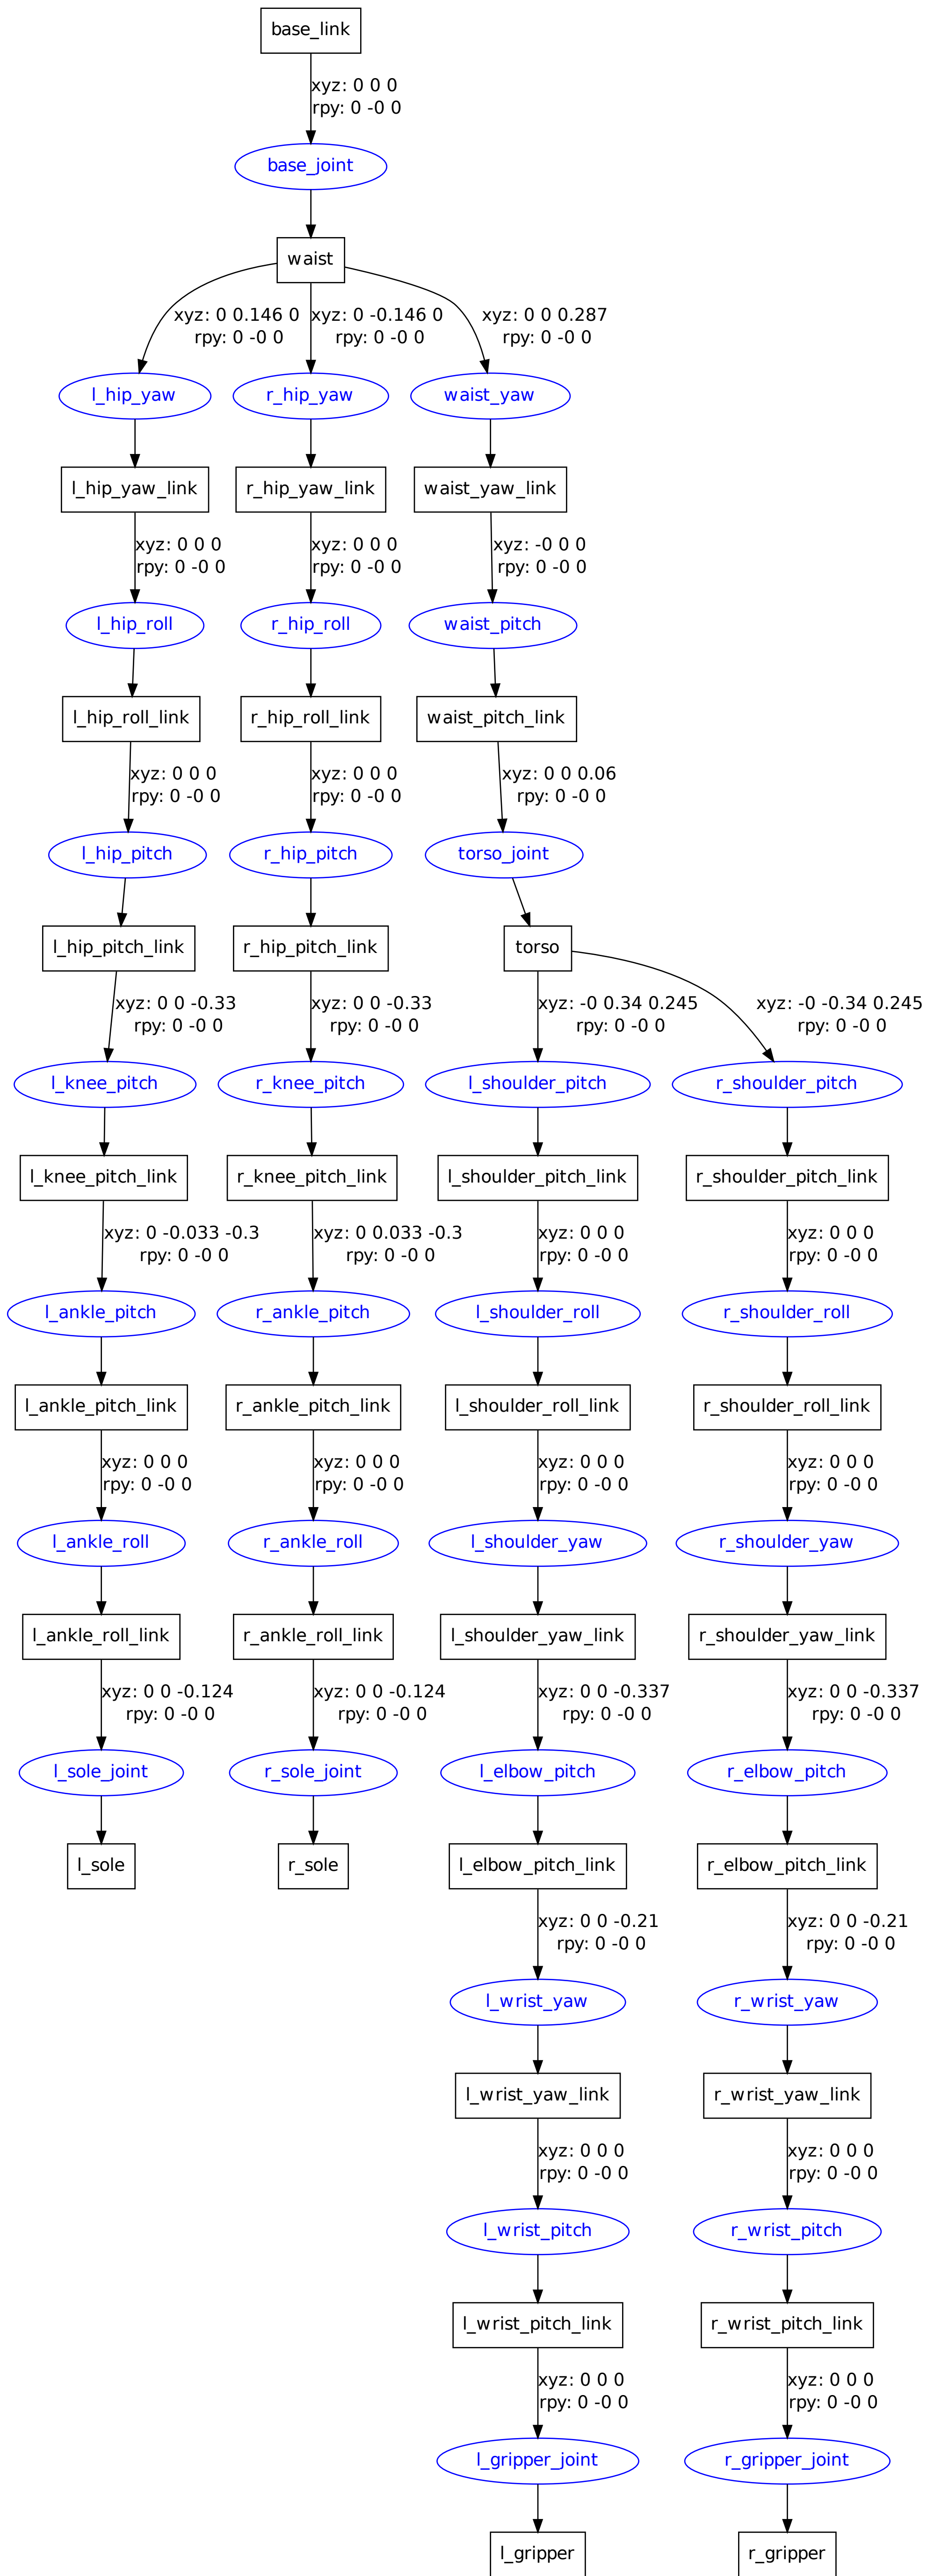 base_link
xyz: 0 0 0
rpy: 0 -0 0
base_joint
waist
xyz: 0 0.146 0
rpy: 0 -0 0
xyz: 0 -0.146 0
rpy: 0 -0 0
xyz: 0 0 0.287
rpy: 0 -0 0
l_hip_yaw
r_hip_yaw
waist_yaw
l_hip_yaw_link
r_hip_yaw_link
waist_yaw_link
xyz: 0 0 0
rpy: 0 -0 0
xyz: 0 0 0
rpy: 0 -0 0
xyz: -0 0 0
rpy: 0 -0 0
l_hip_roll
r_hip_roll
waist_pitch
l_hip_roll_link
r_hip_roll_link
waist_pitch_link
xyz: 0 0 0
rpy: 0 -0 0
xyz: 0 0 0
rpy: 0 -0 0
xyz: 0 0 0.06
rpy: 0 -0 0
l_hip_pitch
r_hip_pitch
torso_joint
l_hip_pitch_link
r_hip_pitch_link
torso
xyz: 0 0 -0.33
rpy: 0 -0 0
xyz: 0 0 -0.33
rpy: 0 -0 0
xyz: -0 0.34 0.245
rpy: 0 -0 0
xyz: -0 -0.34 0.245
rpy: 0 -0 0
l_knee_pitch
r_knee_pitch
l_shoulder_pitch
r_shoulder_pitch
l_knee_pitch_link
r_knee_pitch_link
l_shoulder_pitch_link
r_shoulder_pitch_link
xyz: 0 -0.033 -0.3
rpy: 0 -0 0
xyz: 0 0.033 -0.3
rpy: 0 -0 0
xyz: 0 0 0
rpy: 0 -0 0
xyz: 0 0 0
rpy: 0 -0 0
l_ankle_pitch
r_ankle_pitch
l_shoulder_roll
r_shoulder_roll
l_ankle_pitch_link
r_ankle_pitch_link
l_shoulder_roll_link
r_shoulder_roll_link
xyz: 0 0 0
rpy: 0 -0 0
xyz: 0 0 0
rpy: 0 -0 0
xyz: 0 0 0
rpy: 0 -0 0
xyz: 0 0 0
rpy: 0 -0 0
l_ankle_roll
r_ankle_roll
l_shoulder_yaw
r_shoulder_yaw
l_ankle_roll_link
r_ankle_roll_link
l_shoulder_yaw_link
r_shoulder_yaw_link
xyz: 0 0 -0.124
rpy: 0 -0 0
xyz: 0 0 -0.124
rpy: 0 -0 0
xyz: 0 0 -0.337
rpy: 0 -0 0
xyz: 0 0 -0.337
rpy: 0 -0 0
l_sole_joint
r_sole_joint
l_elbow_pitch
r_elbow_pitch
l_sole
r_sole
l_elbow_pitch_link
r_elbow_pitch_link
xyz: 0 0 -0.21
rpy: 0 -0 0
xyz: 0 0 -0.21
rpy: 0 -0 0
l_wrist_yaw
r_wrist_yaw
l_wrist_yaw_link
r_wrist_yaw_link
xyz: 0 0 0
rpy: 0 -0 0
xyz: 0 0 0
rpy: 0 -0 0
l_wrist_pitch
r_wrist_pitch
l_wrist_pitch_link
r_wrist_pitch_link
xyz: 0 0 0
rpy: 0 -0 0
xyz: 0 0 0
rpy: 0 -0 0
l_gripper_joint
r_gripper_joint
l_gripper
r_gripper